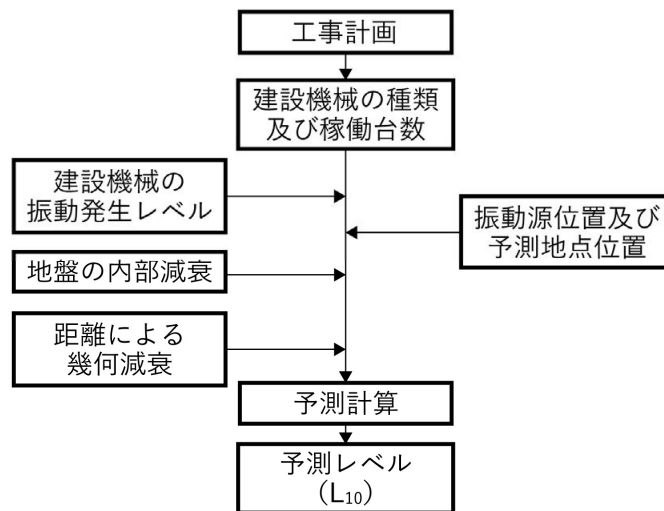 工事計画
建設機械の種類
及び稼働台数
建設機械の
振動発生レベル
振動源位置及び
予測地点位置
地盤の内部減衰
距離による
幾何減衰
予測計算
予測レベル
（L₁₀）